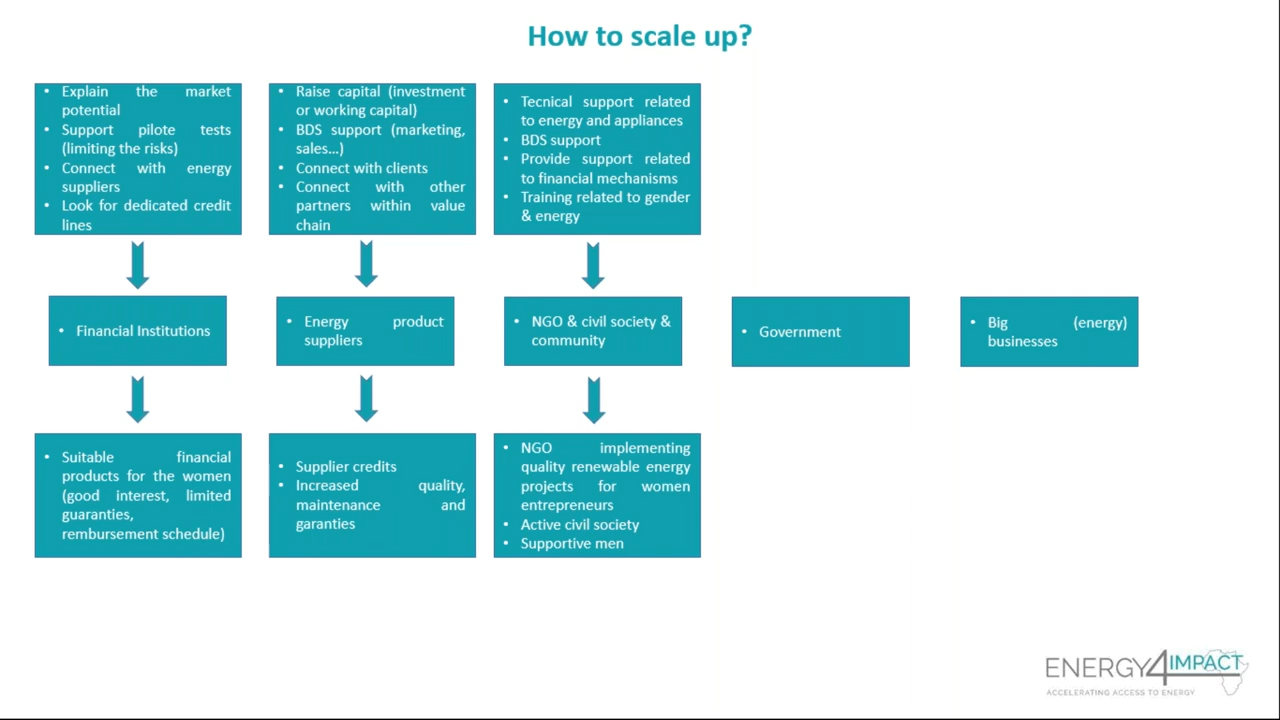 How to scale up?
• Explain the market
potential
• Support pilote tests
(limiting the risks)
• Connect with energy
suppliers
• Look for dedicated credit
lines
• Raise capital (investment
or working capital)
• BDS support (marketing,
sales...)
• Connect with clients
• Connect with other
partners within value
chain
• Tecnical support related
to energy and appliances
• BDS support
• Provide support related
to financial mechanisms
• Training related to gender
& energy
• Financial Institutions
• Energy product
suppliers
• NGO & civil society &
community
• Government
• Big (energy)
businesses
• Suitable financial
products for the women
(good interest, limited
guaranties,
rembursement schedule)
• Supplier credits
• Increased quality,
maintenance and
garanties
• NGO implementing
quality renewable energy
projects for women
entrepreneurs
• Active civil society
• Supportive men
ENERGY4IMPACT
ACCELERATING ACCESS TO ENERGY